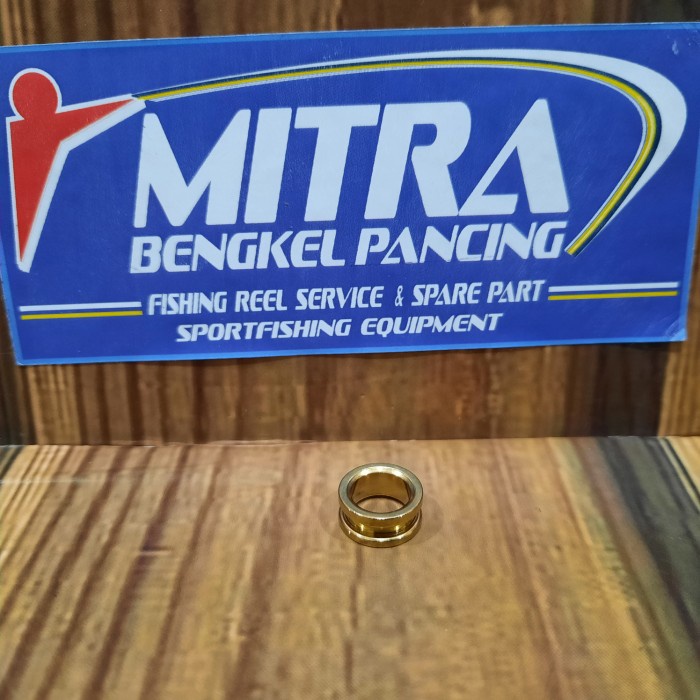 MITRA
BENGKEL PANCING
FISHING REEL SERVICE & SPARE PART
SPORTFISHING EQUIPMENT